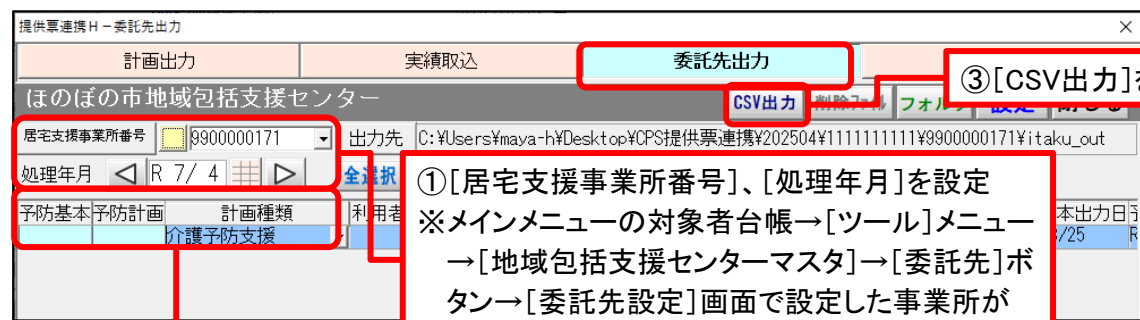 提供票連携H-委託先出力
計画出力 実績取込 委託先出力
③[CSV出力]
ほのぼの市地域包括支援センター CSV出力 削除ファイル
居宅支援事業所番号 9900000171 出力先 C:¥Users¥maya-h¥Desktop¥CPS提供票連携¥202504¥1111111111¥9900000171¥itaku_out
処理年月 R 7/ 4 全選択
①[居宅支援事業所番号]、[処理年月]を設定
予防基本 予防計画 計画種類 利用者 本出力日
※メインメニューの対象者台帳→[ツール]メニュー
介護予防支援 /25 R
→[地域包括支援センターマスタ]→[委託先]ボ
タン→[委託先設定]画面で設定した事業所が